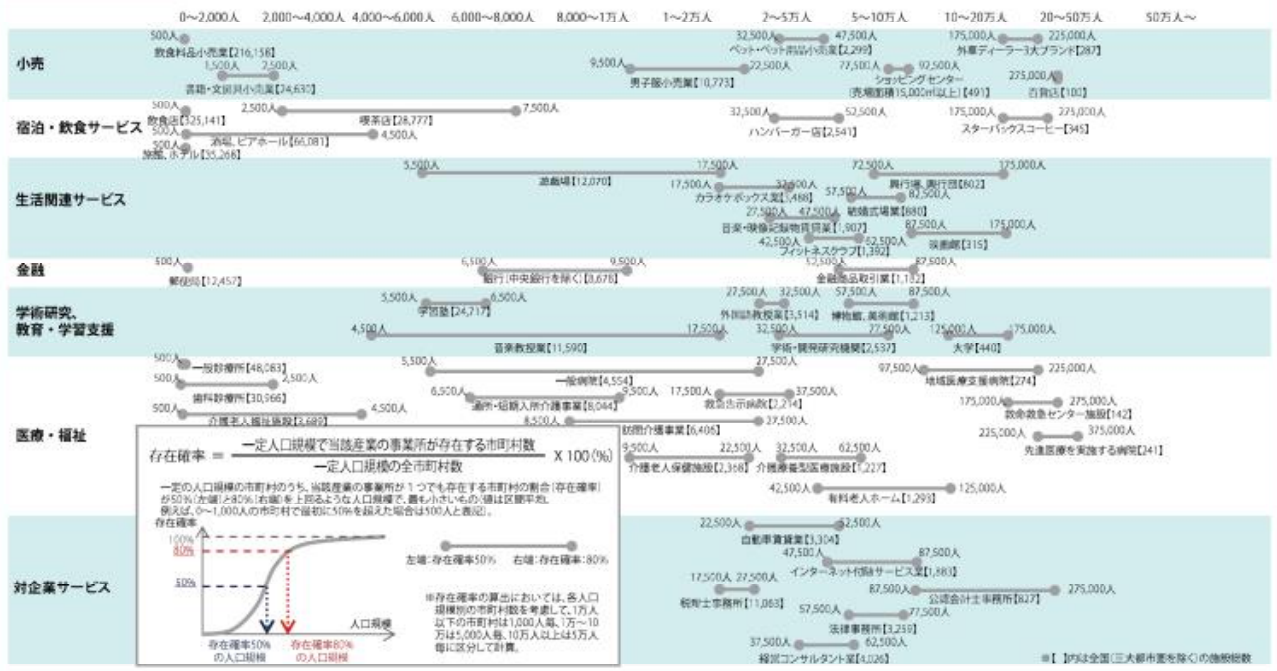 0～2,000人 2,000～4,000人 4,000～6,000人 6,000～8,000人 8,000～1万人 1～2万人 2～5万人 5～10万人 10～20万人 20～50万人 50万人～
小売
500人
飲食料品小売業【216,158】
1,500人 2,500人
書籍・文房具小売業【24,630】
9,500人 22,500人
男子服小売業【10,773】
32,500人 47,500人
ペット・ペット用品小売業【2,299】
77,500人 92,500人
ショッピングセンター
(売場面積15,000㎡以上)【491】
175,000人 225,000人
外車ディーラー3大ブランド【287】
275,000人
百貨店【100】
宿泊・飲食サービス
500人
飲食店【325,141】
2,500人 7,500人
喫茶店【28,777】
500人 4,500人
酒場、ビアホール【66,081】
500人
旅館、ホテル【35,268】
32,500人 52,500人
ハンバーガー店【2,541】
175,000人 275,000人
スターバックスコーヒー【345】
生活関連サービス
5,500人 17,500人
遊戯場【12,070】
17,500人 37,500人
カラオケボックス業【5,488】
72,500人 175,000人
興行場、興行団【802】
57,500人 82,500人
結婚式場業【880】
27,500人 47,500人
音楽・映像記録物賃貸業【1,907】
42,500人 62,500人
フィットネスクラブ【1,392】
87,500人 175,000人
映画館【315】
金融
500人
郵便局【12,457】
6,500人 9,500人
銀行(中央銀行を除く)【8,678】
52,500人 87,500人
金融商品取引業【1,132】
学術研究、
教育・学習支援
5,500人 6,500人
学習塾【24,717】
4,500人 17,500人
音楽教授業【11,590】
27,500人 32,500人
外国語教授業【3,514】
57,500人 87,500人
博物館、美術館【1,213】
32,500人 77,500人
学術・開発研究機関【2,537】
125,000人 175,000人
大学【440】
医療・福祉
500人
一般診療所【48,083】
500人 2,500人
歯科診療所【30,966】
500人 4,500人
介護老人福祉施設【3,689】
5,500人 27,500人
一般病院【4,554】
6,500人 9,500人
通所・短期入所介護事業【8,044】
17,500人 37,500人
救急告示病院【2,214】
8,500人 27,500人
訪問介護事業【6,406】
97,500人 225,000人
地域医療支援病院【274】
175,000人 275,000人
救命救急センター施設【142】
225,000人 375,000人
先進医療を実施する病院【241】
9,500人 22,500人
介護老人保健施設【2,368】
32,500人 62,500人
介護療養型医療施設【1,227】
42,500人 125,000人
有料老人ホーム【1,293】
対企業サービス
22,500人 52,500人
自動車賃貸業【3,304】
47,500人 87,500人
インターネット付随サービス業【1,383】
17,500人 27,500人
税理士事務所【11,063】
87,500人 275,000人
公認会計士事務所【827】
57,500人 77,500人
法律事務所【3,259】
37,500人 62,500人
経営コンサルタント業【4,026】
存在確率 = 一定人口規模で当該産業の事業所が存在する市町村数
一定人口規模の全市町村数
X 100(%)
一定の人口規模の市町村のうち、当該産業の事業所が1つでも存在する市町村の割合(存在確率)
が50%(左端)と80%(右端)を上回るような人口規模で、最も小さいもの(値は区間平均。
例えば、0～1,000人の市町村で最初に50%を超えた場合は500人と表記)。
存在確率
100%
80%
50%
人口規模
存在確率50%
の人口規模
存在確率80%
の人口規模
左端：存在確率50% 右端：存在確率：80%
※存在確率の算出においては、各人口
規模別の市町村数を考慮して、1万人
以下の市町村は1,000人毎、1万～10
万は5,000人毎、10万人以上は5万人
毎に区分して計算。
※【 】内は全国(三大都市圏を除く)の施設総数